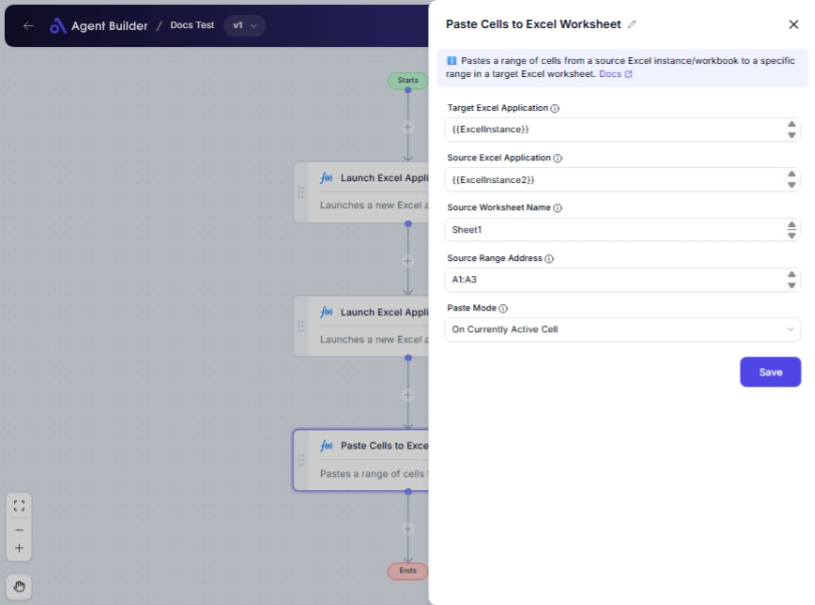 Agent Builder / Docs Test v1
Starts
Launch Excel Appli
Launches a new Excel a
Launch Excel Appli
Launches a new Excel a
Paste Cells to Exce
Pastes a range of cells
Ends
Paste Cells to Excel Worksheet
Pastes a range of cells from a source Excel instance/workbook to a specific
range in a target Excel worksheet. Docs
Target Excel Application
{{ExcelInstance}}
Source Excel Application
{{ExcelInstance2}}
Source Worksheet Name
Sheet1
Source Range Address
A1:A3
Paste Mode
On Currently Active Cell
Save